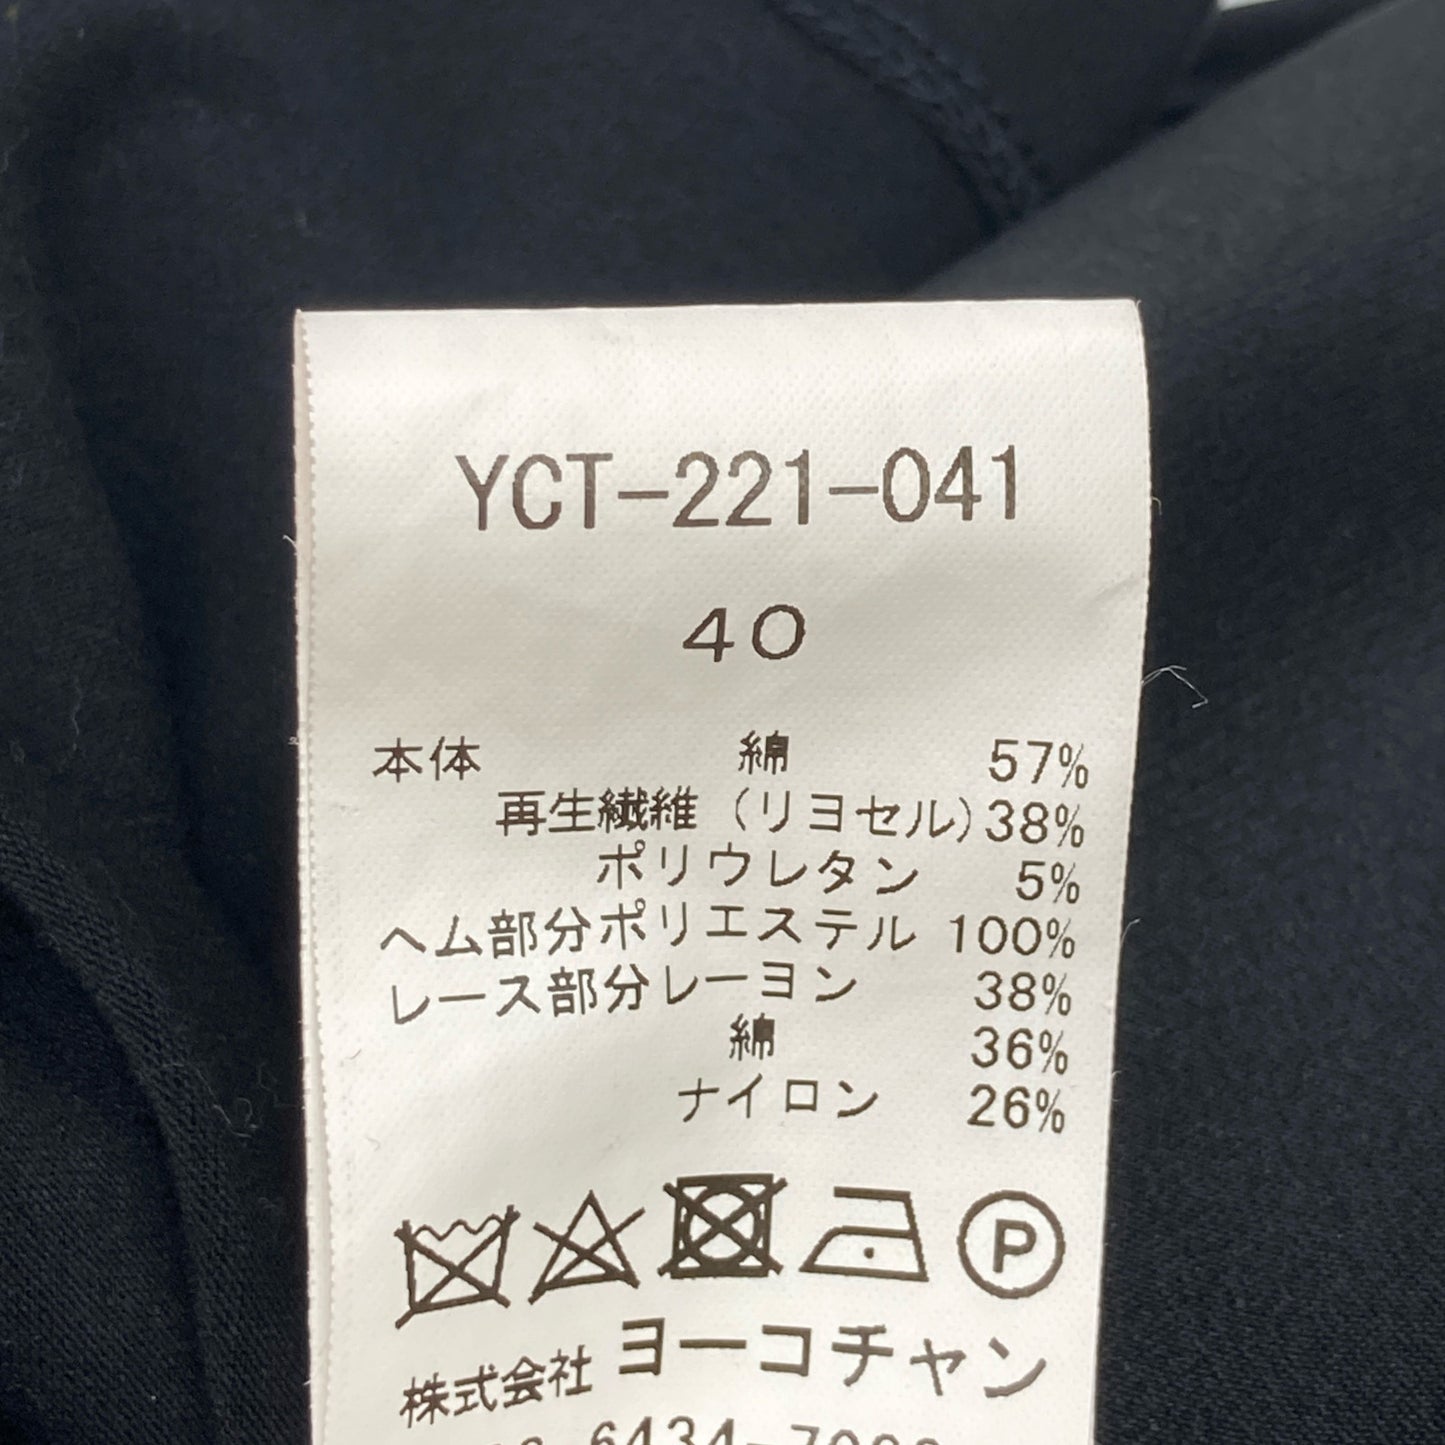 YCT-221-041
40
本体 綿 57%
再生繊維（リヨセル）38%
ポリウレタン 5%
ヘム部分ポリエステル 100%
レース部分レーヨン 38%
綿 36%
ナイロン 26%
P
株式会社ヨーコチャン
6434-